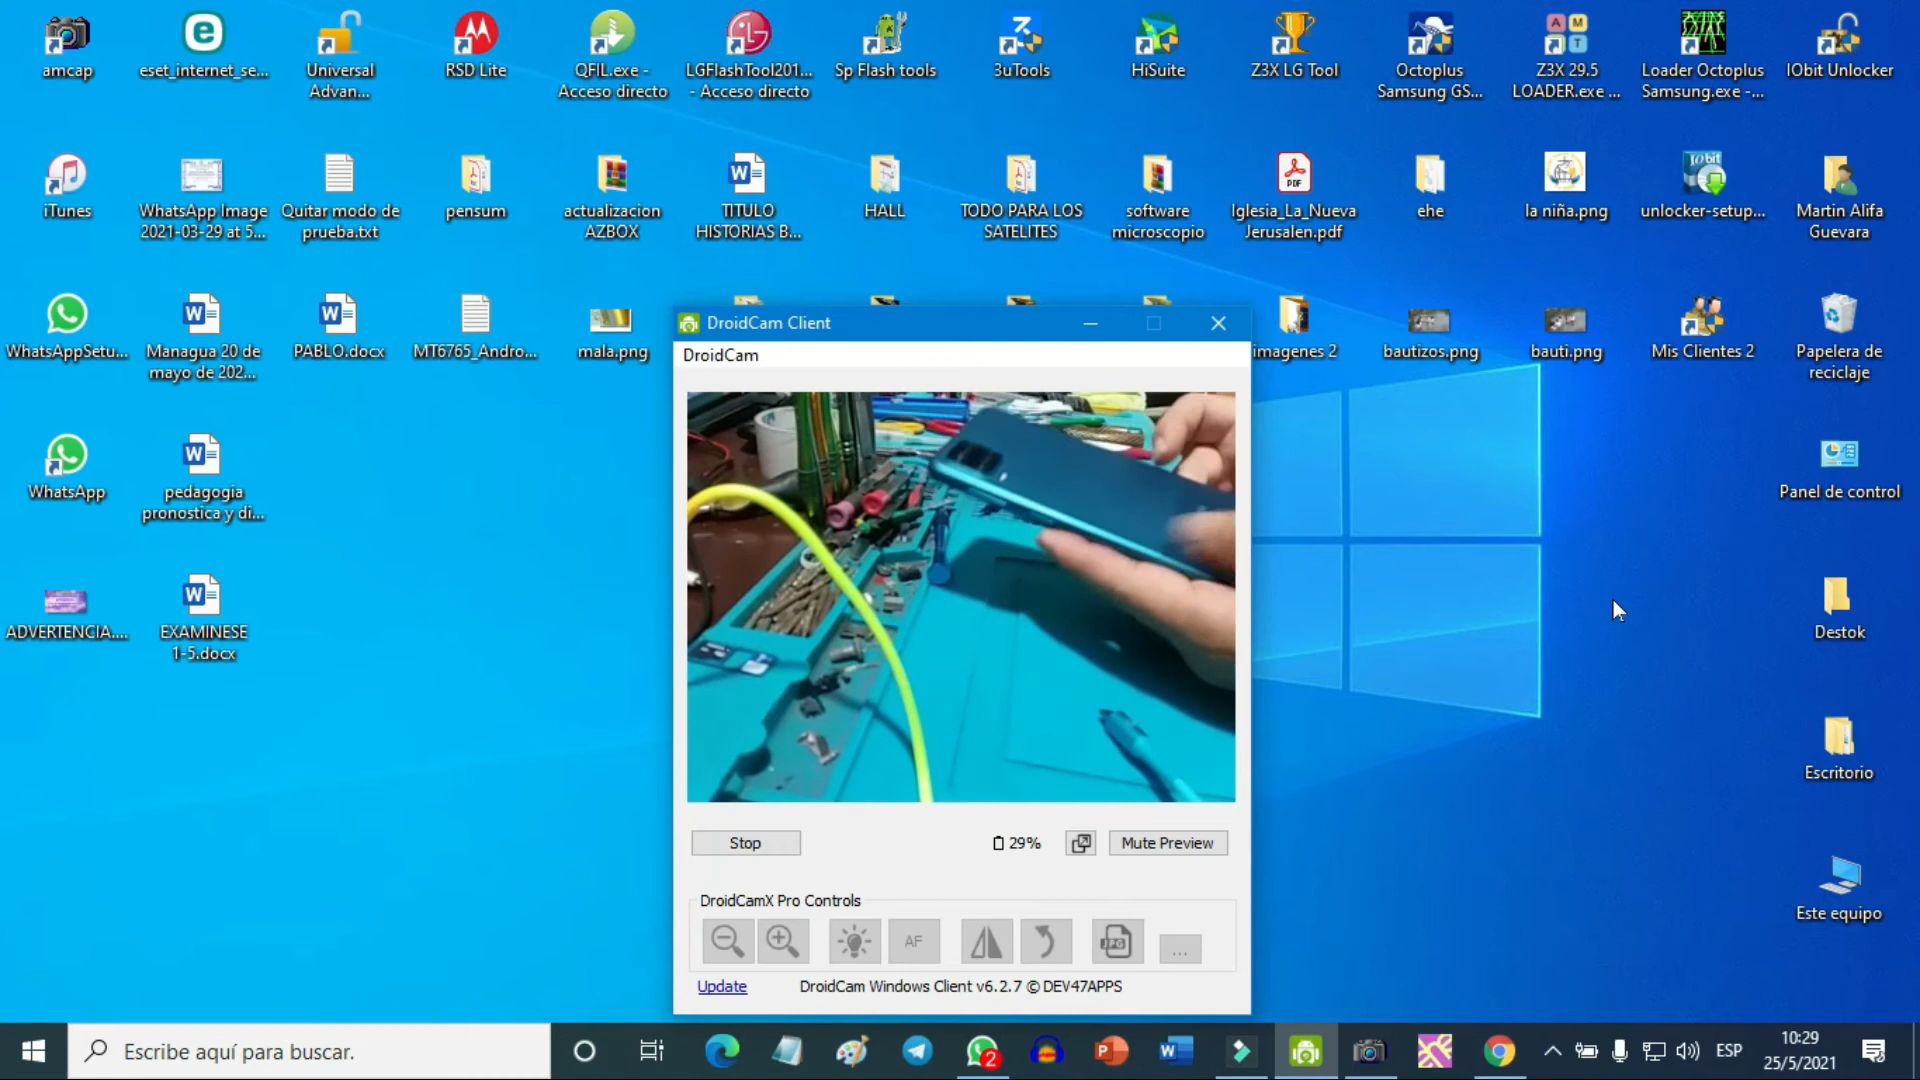 amcap
eset_internet_se...
Universal
Advan...
RSD Lite
QFIL.exe -
Acceso directo
LGFlashTool201...
- Acceso directo
Sp Flash tools
3uTools
HiSuite
Z3X LG Tool
Octoplus
Samsung GS...
Z3X 29.5
LOADER.exe ...
Loader Octoplus
Samsung.exe -...
IObit Unlocker
iTunes
WhatsApp Image
2021-03-29 at 5...
Quitar modo de
prueba.txt
pensum
actualizacion
AZBOX
TITULO
HISTORIAS B...
HALL
TODO PARA LOS
SATELITES
software
microscopio
PDF
Iglesia_La_Nueva
Jerusalen.pdf
ehe
la niña.png
unlocker-setup...
Martin Alifa
Guevara
WhatsAppSetu...
Managua 20 de
mayo de 202...
PABLO.docx
MT6765_Andro...
mala.png
imagenes 2
bautizos.png
bauti.png
Mis Clientes 2
Papelera de
reciclaje
WhatsApp
pedagogia
pronostica y di...
Panel de control
ADVERTENCIA....
EXAMINESE
1-5.docx
Destok
Escritorio
Este equipo
DroidCam Client
DroidCam
Stop
29%
Mute Preview
DroidCamX Pro Controls
AF
JPG
...
Update
DroidCam Windows Client v6.2.7 © DEV47APPS
Escribe aquí para buscar.
2
ESP
10:29
25/5/2021